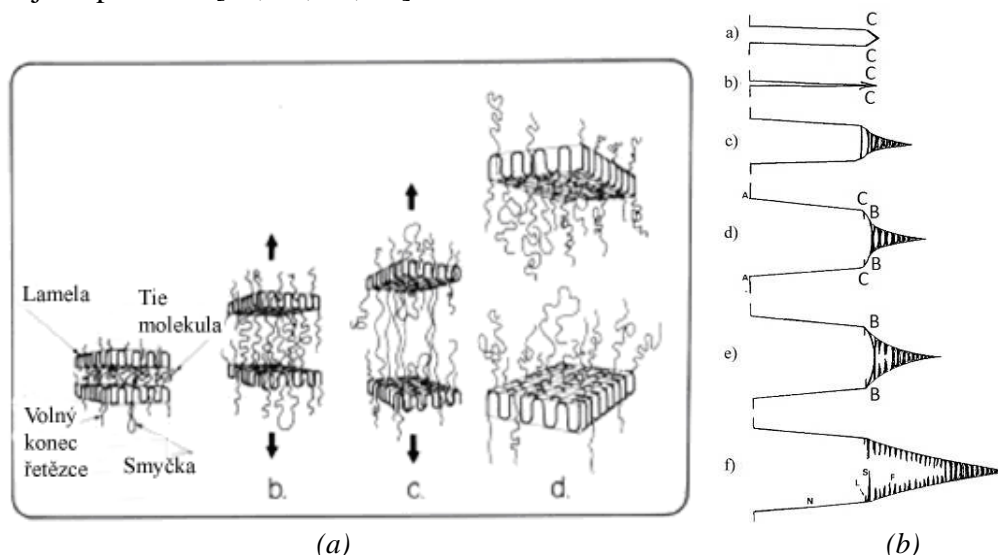 Lamela
Tie
molekula
Volný
konec
řetězce
Smyčka
b.
c.
d.
(a)
C
a)
C
C
b)
C
c)
A
C
B
d)
B
A
C
B
e)
B
f)
S
L
F
N
(b)